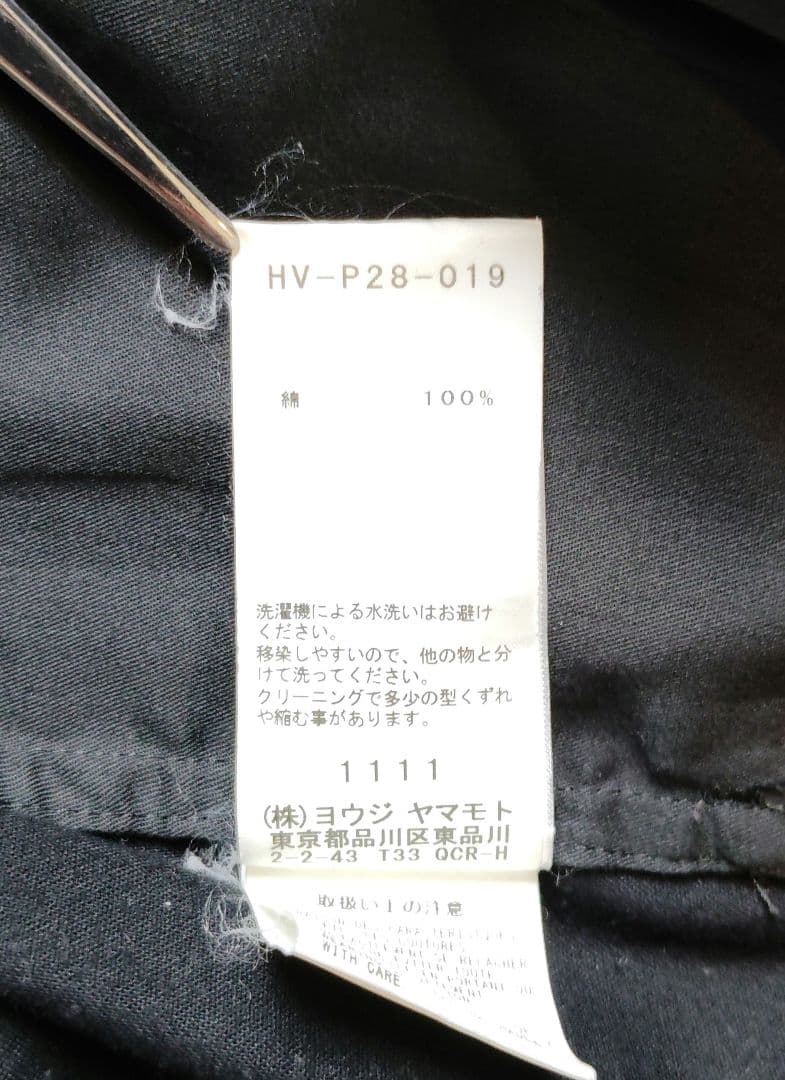 HV-P28-019
綿 100%
洗濯機による水洗いはお避け
ください。
移染しやすいので、他の物と分
けて洗ってください。
クリーニングで多少の型くずれ
や縮む事があります。
1111
(株)ヨウジ ヤマモト
東京都品川区東品川
2-2-43 T33 QCR-H
取扱い上の注意
SE RELACHER
WITH CARE